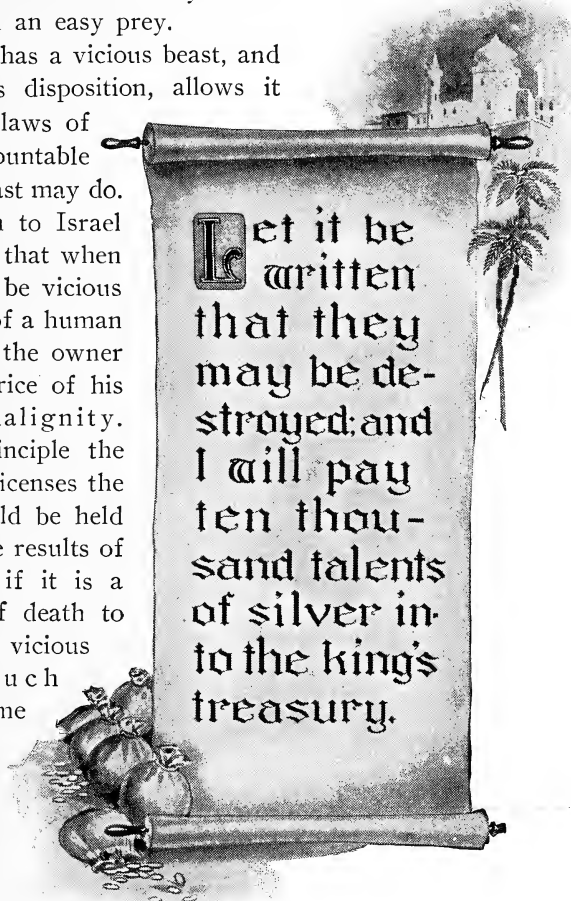 an easy prey.
has a vicious beast, and
disposition, allows it
laws of
ountable
ast may do.
to Israel
that when
be vicious
of a human
the owner
rice of his
alignity.
inciple the
icenses the
ld be held
results of
if it is a
f death to
vicious
uch
me
Let it be
written
that they
may be de-
stroyed; and
I will pay
ten thou-
sand talents
of silver in-
to the king's
treasury.